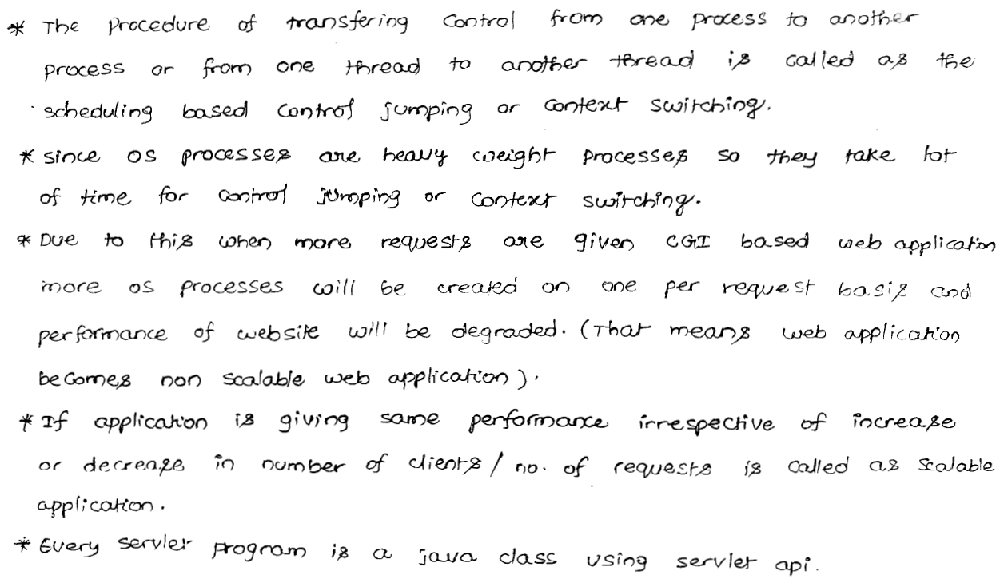 * The procedure of transfering control from one process to another
process or from one thread to another thread is called as the
scheduling based control jumping or context switching.
* since os processes are heavy weight processes so they take lot
of time for control jumping or context switching.
* Due to this when more requests are given CGI based web application
more os processes will be created on one per request basis and
performance of website will be degraded. (That means web application
becomes non scalable web application).
* If application is giving same performance irrespective of increase
or decrease in number of clients / no. of requests is called as scalable
application.
* Every servlet program is a java class using servlet api.